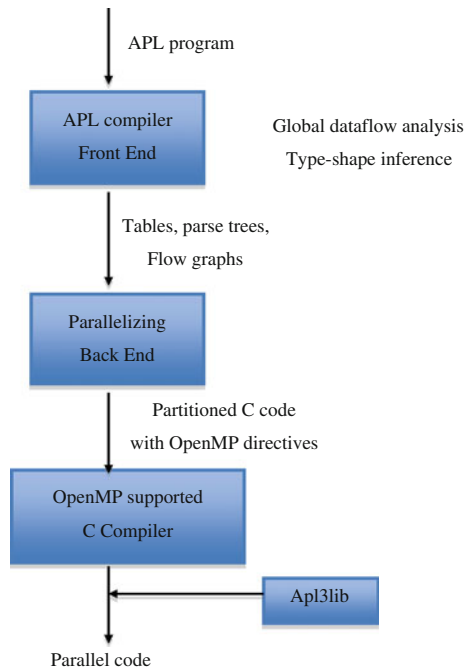 APL program
APL compiler
Front End
Global dataflow analysis
Type-shape inference
Tables, parse trees,
Flow graphs
Parallelizing
Back End
Partitioned C code
with OpenMP directives
OpenMP supported
C Compiler
Apl3lib
Parallel code